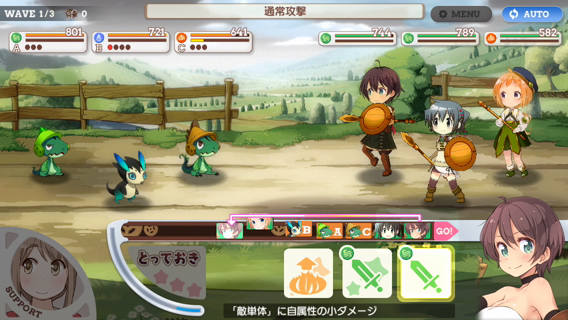 WAVE 1/3 0
通常攻撃
MENU
AUTO
801
A
721
B
641
C
744
789
582
B
A
C
GO!
SUPPORT
とっておき
「敵単体」に自属性の小ダメージ